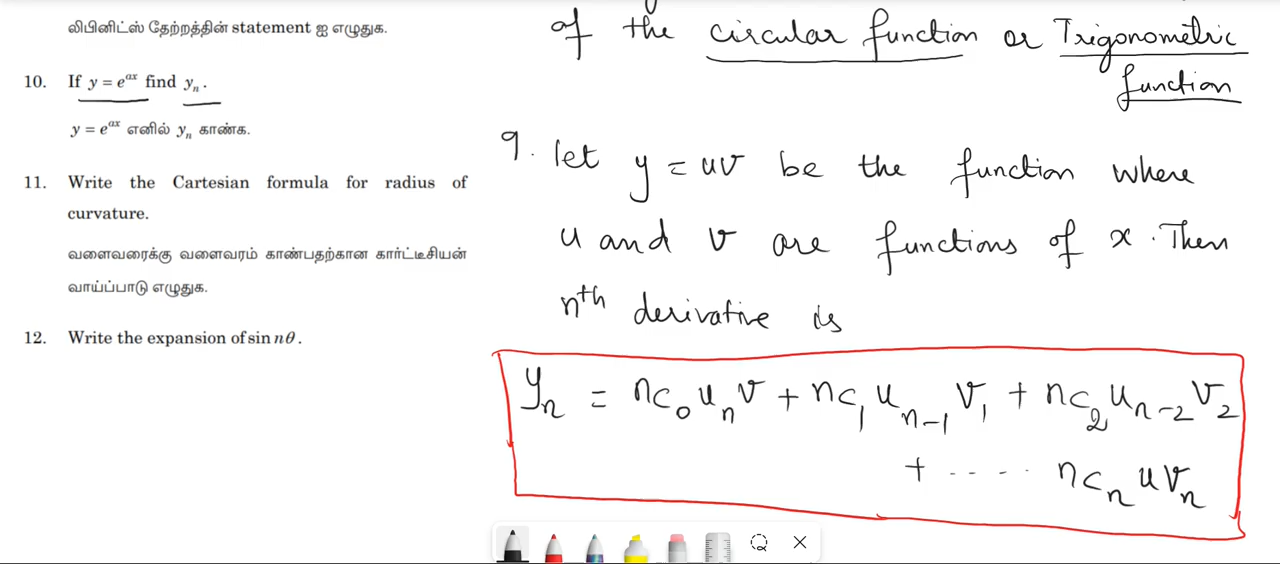 லிபினிட்ஸ் தேற்றத்தின் statement ஐ எழுதுக.
10. If y = e^{ax} find y_n.
y = e^{ax} எனில் y_n காண்க.
11. Write the Cartesian formula for radius of
curvature.
வளைவரைக்கு வளைவரம் காண்பதற்கான கார்ட்டீசியன்
வாய்ப்பாடு எழுதுக.
12. Write the expansion of sin nθ.
of the circular function or Trigonometric
function
9. let y = uv be the function where
u and v are functions of x. Then
n^{th} derivative is
y_n = nc_0 u_n v + nc_1 u_{n-1} v_1 + nc_2 u_{n-2} v_2
+ ..... nc_n u v_n